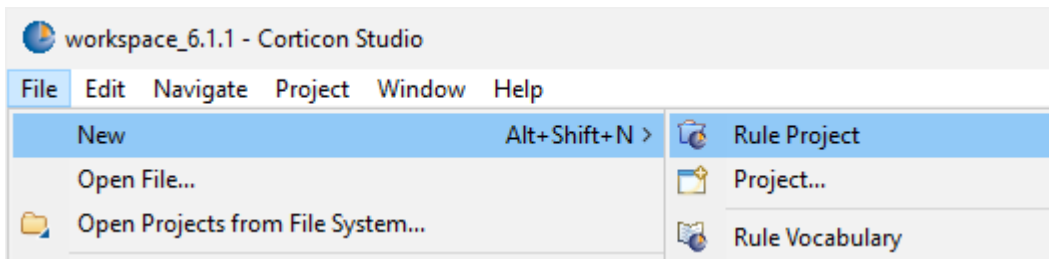 workspace_6.1.1 - Corticon Studio
File Edit Navigate Project Window Help
New Alt+Shift+N > Rule Project
Open File... Project...
Open Projects from File System... Rule Vocabulary